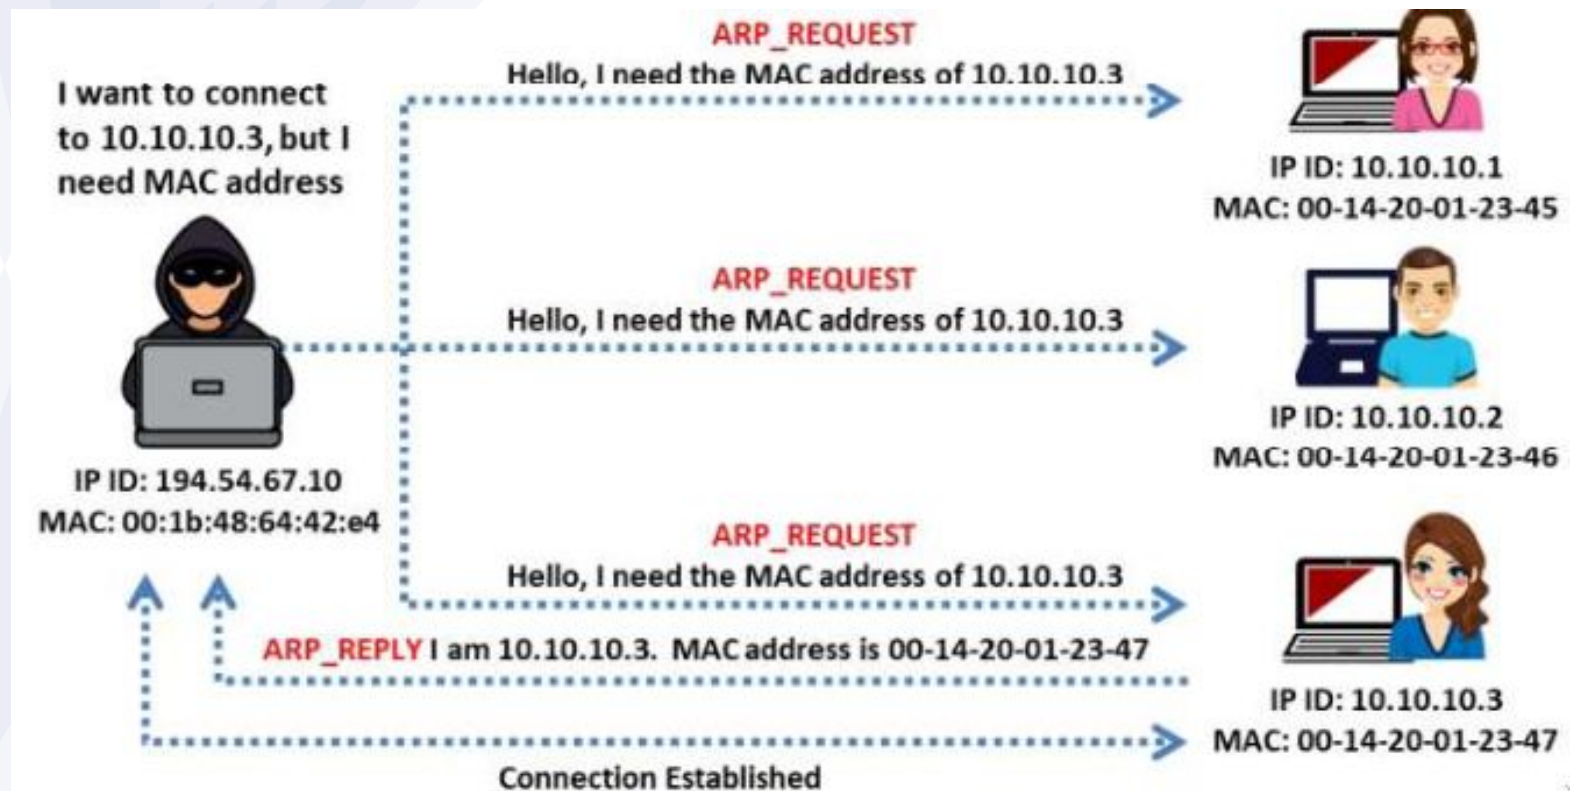 I want to connect
to 10.10.10.3, but I
need MAC address
IP ID: 194.54.67.10
MAC: 00:1b:48:64:42:e4
ARP_REQUEST
Hello, I need the MAC address of 10.10.10.3
IP ID: 10.10.10.1
MAC: 00-14-20-01-23-45
ARP_REQUEST
Hello, I need the MAC address of 10.10.10.3
IP ID: 10.10.10.2
MAC: 00-14-20-01-23-46
ARP_REQUEST
Hello, I need the MAC address of 10.10.10.3
ARP_REPLY I am 10.10.10.3. MAC address is 00-14-20-01-23-47
IP ID: 10.10.10.3
MAC: 00-14-20-01-23-47
Connection Established